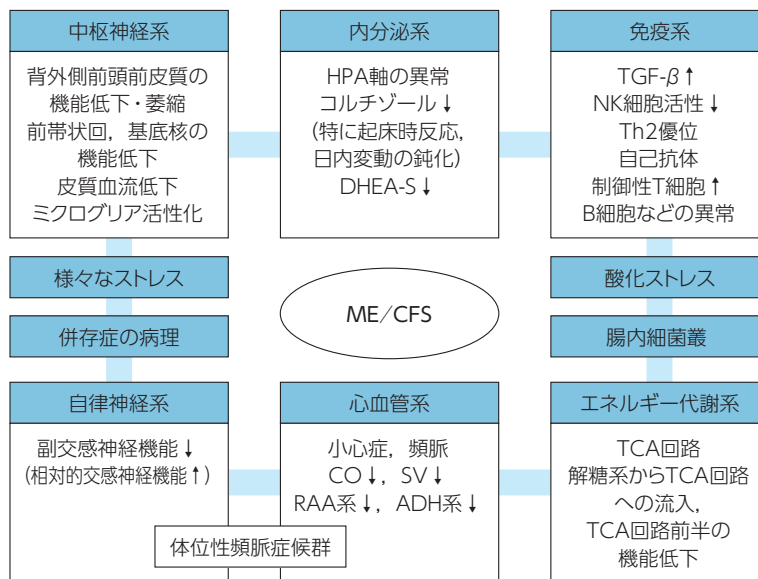 中枢神経系
背外側前頭前皮質の
機能低下・萎縮
前帯状回，基底核の
機能低下
皮質血流低下
ミクログリア活性化
内分泌系
HPA軸の異常
コルチゾール↓
(特に起床時反応，
日内変動の鈍化)
DHEA-S↓
免疫系
TGF-β↑
NK細胞活性↓
Th2優位
自己抗体
制御性T細胞↑
B細胞などの異常
様々なストレス
併存症の病理
ME/CFS
酸化ストレス
腸内細菌叢
自律神経系
副交感神経機能↓
(相対的交感神経機能↑)
心血管系
小心症，頻脈
CO↓，SV↓
RAA系↓，ADH系↓
体位性頻脈症候群
エネルギー代謝系
TCA回路
解糖系からTCA回路
への流入，
TCA回路前半の
機能低下